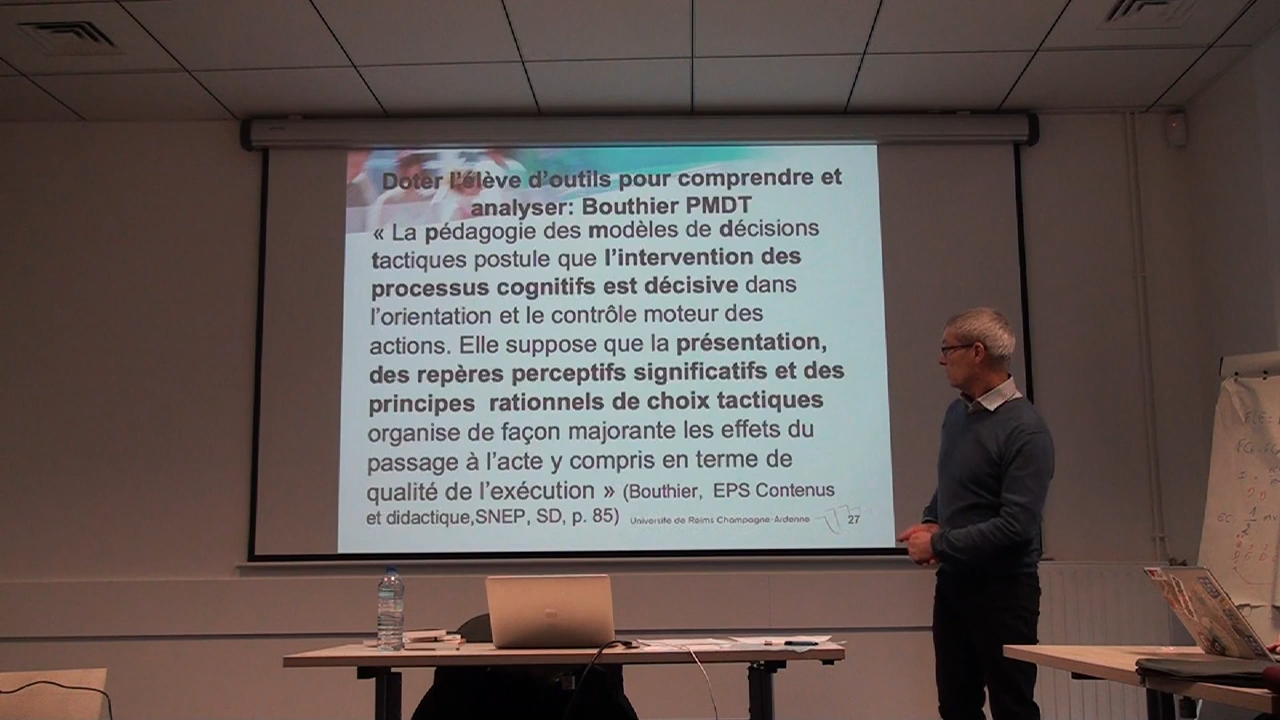 Doter l'élève d'outils pour comprendre et
analyser: Bouthier PMDT
« La pédagogie des modèles de décisions
tactiques postule que l'intervention des
processus cognitifs est décisive dans
l'orientation et le contrôle moteur des
actions. Elle suppose que la présentation,
des repères perceptifs significatifs et des
principes rationnels de choix tactiques
organise de façon majorante les effets du
passage à l'acte y compris en terme de
qualité de l'exécution » (Bouthier, EPS Contenus
et didactique,SNEP, SD, p. 85)
Université de Reims Champagne-Ardenne 27